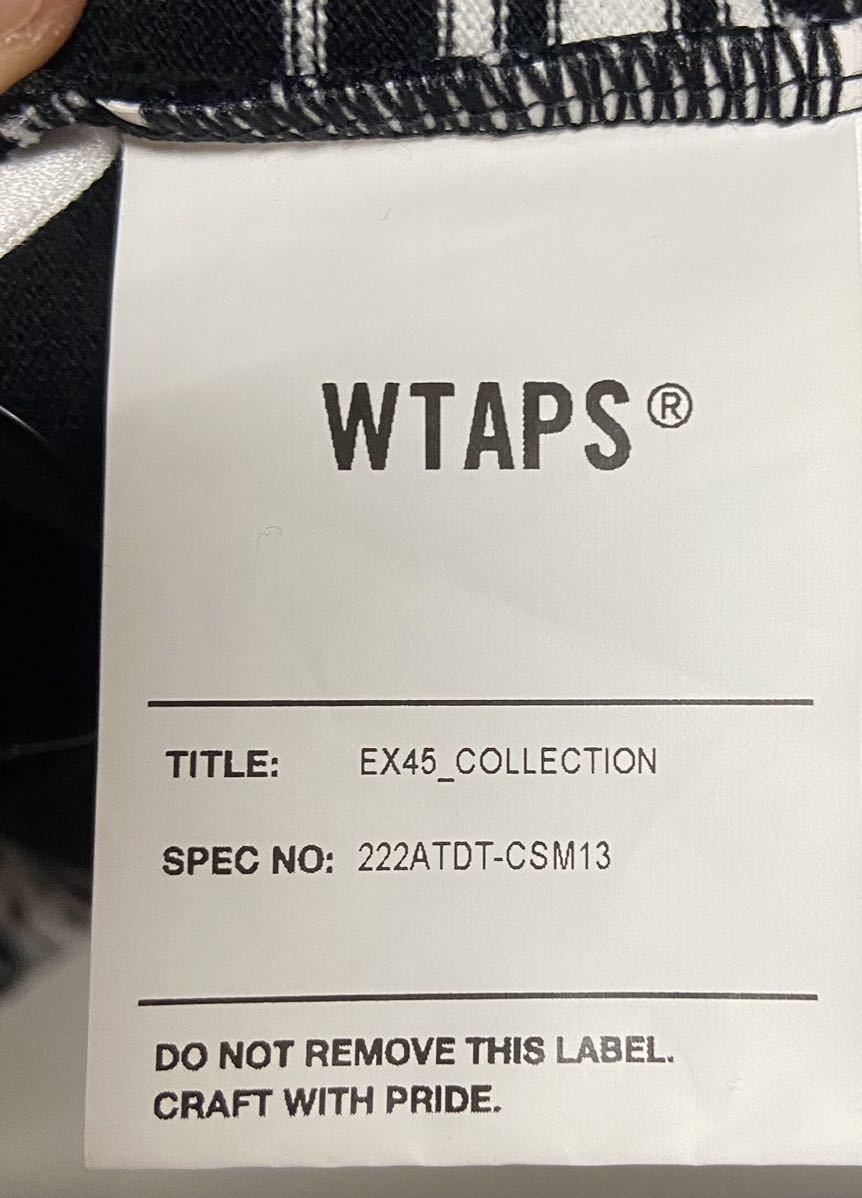 WTAPS®
TITLE: EX45_COLLECTION
SPEC NO: 222ATDT-CSM13
DO NOT REMOVE THIS LABEL.
CRAFT WITH PRIDE.